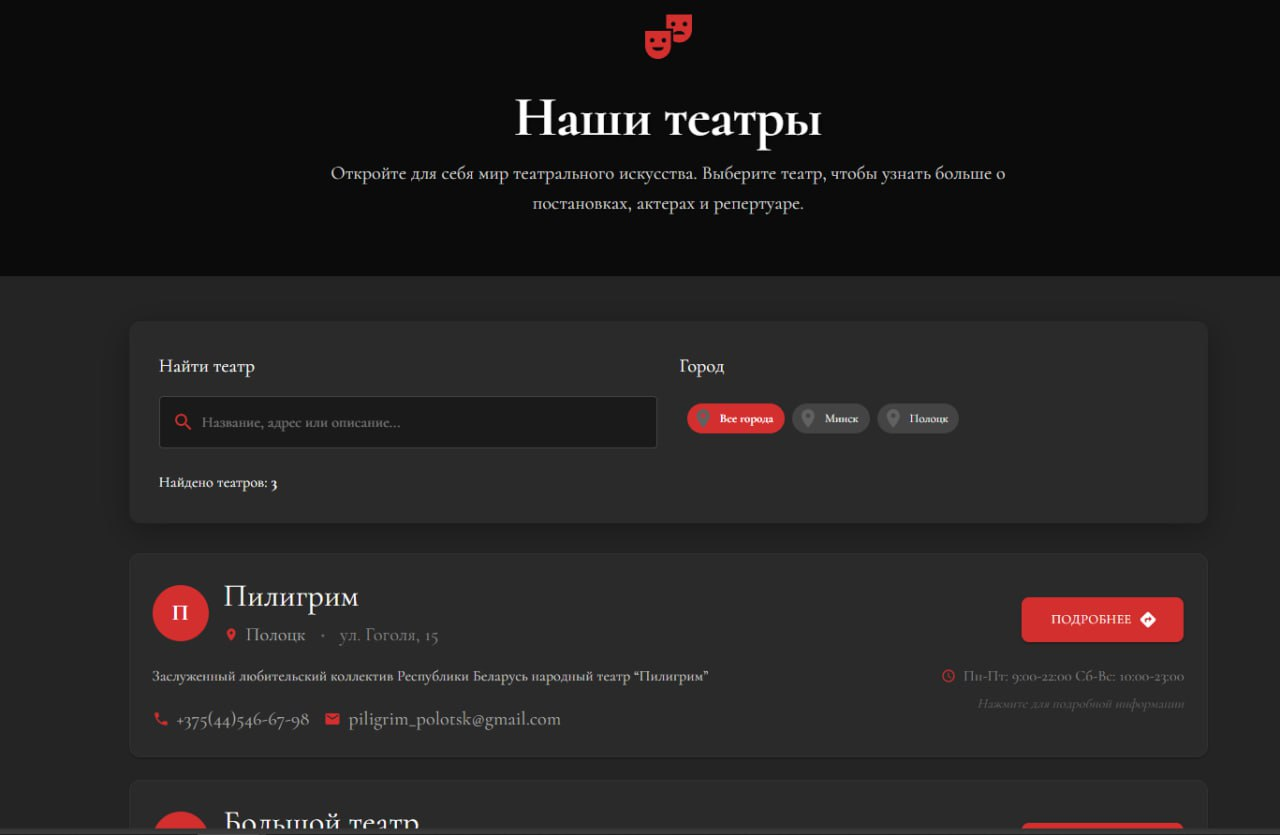 Наши театры
Откройте для себя мир театрального искусства. Выберите театр, чтобы узнать больше о
постановках, актерах и репертуаре.
Найти театр
Название, адрес или описание...
Найдено театров: 3
Город
Все города
Минск
Полоцк
П
Пилигрим
Полоцк • ул. Гоголя, 15
Заслуженный любительский коллектив Республики Беларусь народный театр “Пилигрим”
+375(44)546-67-98 piligrim_polotsk@gmail.com
ПОДРОБНЕЕ
Пн-Пт: 9:00-22:00 Сб-Вс: 10:00-23:00
Нажмите для подробной информации
Большой театр